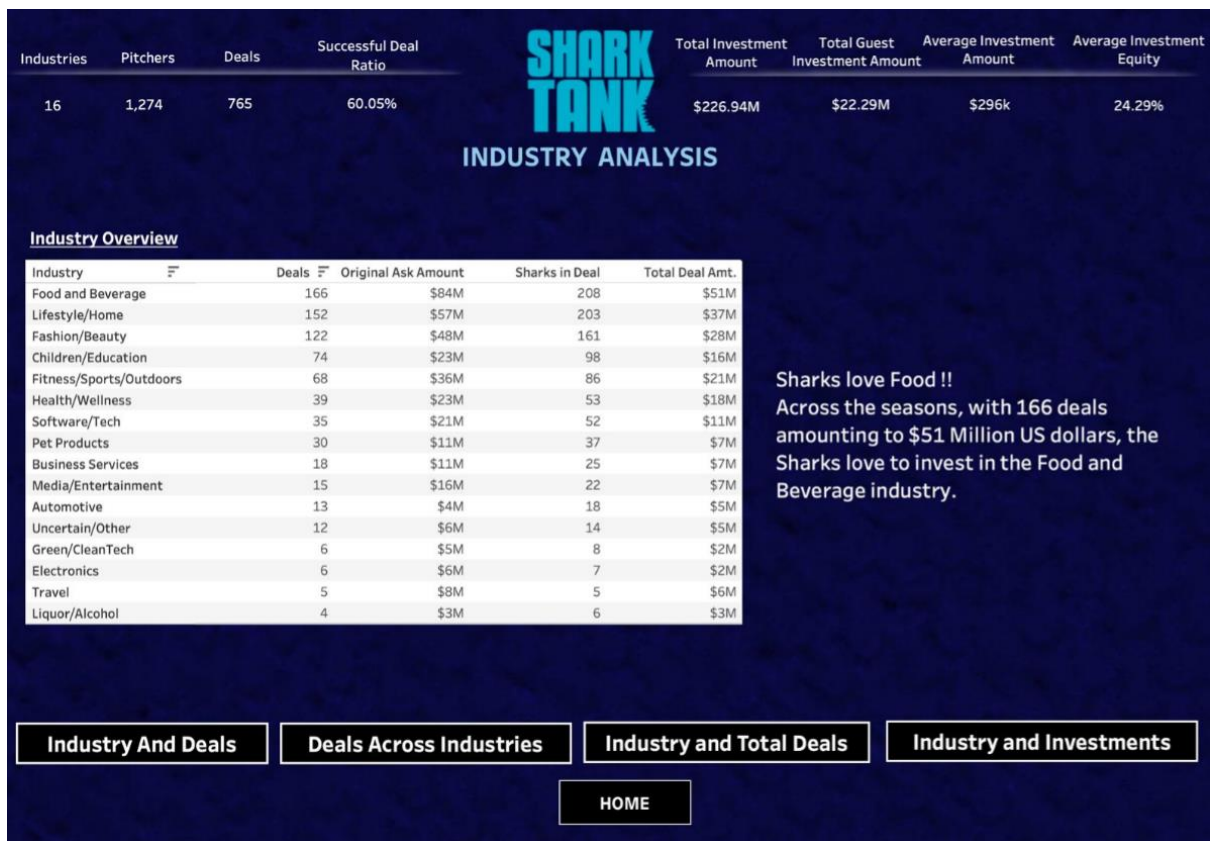 Industries Pitchers Deals Successful Deal Ratio
16 1,274 765 60.05%
SHARK
TANK
INDUSTRY ANALYSIS
Total Investment Amount Total Guest Investment Amount Average Investment Amount Average Investment Equity
$226.94M $22.29M $296k 24.29%
Industry Overview
Industry Deals Original Ask Amount Sharks in Deal Total Deal Amt.
Food and Beverage 166 $84M 208 $51M
Lifestyle/Home 152 $57M 203 $37M
Fashion/Beauty 122 $48M 161 $28M
Children/Education 74 $23M 98 $16M
Fitness/Sports/Outdoors 68 $36M 86 $21M
Health/Wellness 39 $23M 53 $18M
Software/Tech 35 $21M 52 $11M
Pet Products 30 $11M 37 $7M
Business Services 18 $11M 25 $7M
Media/Entertainment 15 $16M 22 $7M
Automotive 13 $4M 18 $5M
Uncertain/Other 12 $6M 14 $5M
Green/CleanTech 6 $5M 8 $2M
Electronics 6 $6M 7 $2M
Travel 5 $8M 5 $6M
Liquor/Alcohol 4 $3M 6 $3M
Sharks love Food !!
Across the seasons, with 166 deals
amounting to $51 Million US dollars, the
Sharks love to invest in the Food and
Beverage industry.
Industry And Deals
Deals Across Industries
Industry and Total Deals
Industry and Investments
HOME